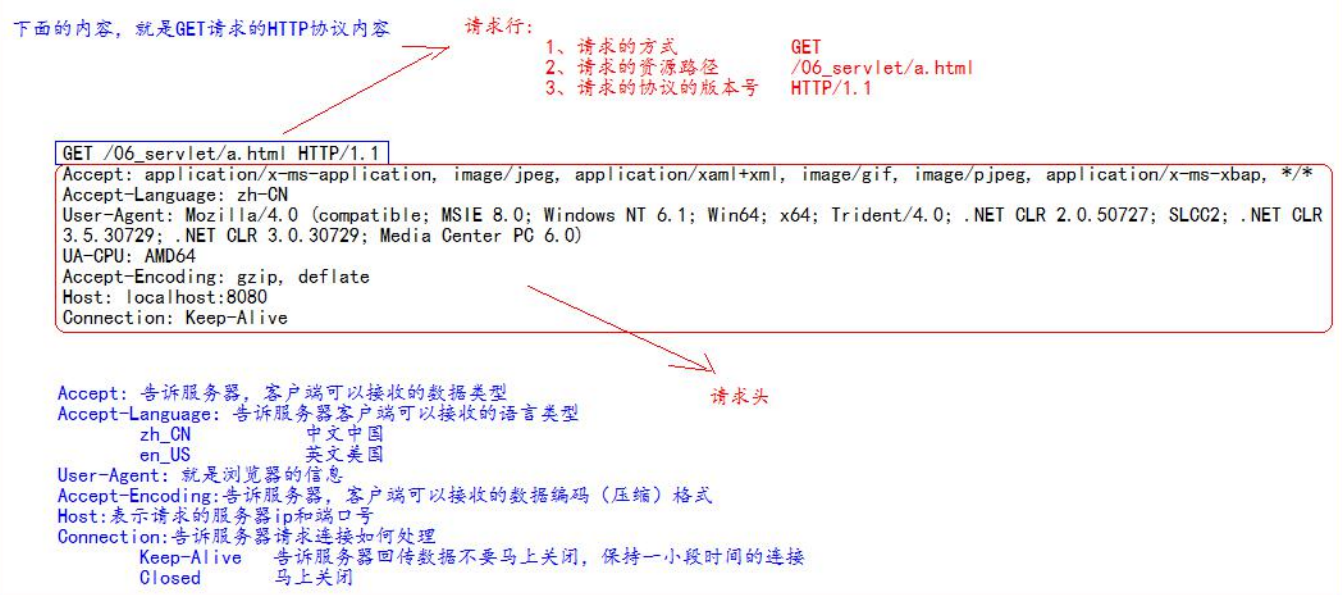 下面的内容，就是GET请求的HTTP协议内容
请求行:
1、请求的方式 GET
2、请求的资源路径 /06_servlet/a.html
3、请求的协议的版本号 HTTP/1.1
GET /06_servlet/a.html HTTP/1.1
Accept: application/x-ms-application, image/jpeg, application/xaml+xml, image/gif, image/pjpeg, application/x-ms-xbap, */*
Accept-Language: zh-CN
User-Agent: Mozilla/4.0 (compatible; MSIE 8.0; Windows NT 6.1; Win64; x64; Trident/4.0; .NET CLR 2.0.50727; SLCC2; .NET CLR
3.5.30729; .NET CLR 3.0.30729; Media Center PC 6.0)
UA-CPU: AMD64
Accept-Encoding: gzip, deflate
Host: localhost:8080
Connection: Keep-Alive
请求头
Accept: 告诉服务器，客户端可以接收的数据类型
Accept-Language: 告诉服务器客户端可以接收的语言类型
zh_CN 中文中国
en_US 英文美国
User-Agent: 就是浏览器的信息
Accept-Encoding:告诉服务器，客户端可以接收的数据编码（压缩）格式
Host:表示请求的服务器ip和端口号
Connection:告诉服务器请求连接如何处理
Keep-Alive 告诉服务器回传数据不要马上关闭，保持一小段时间的连接
Closed 马上关闭